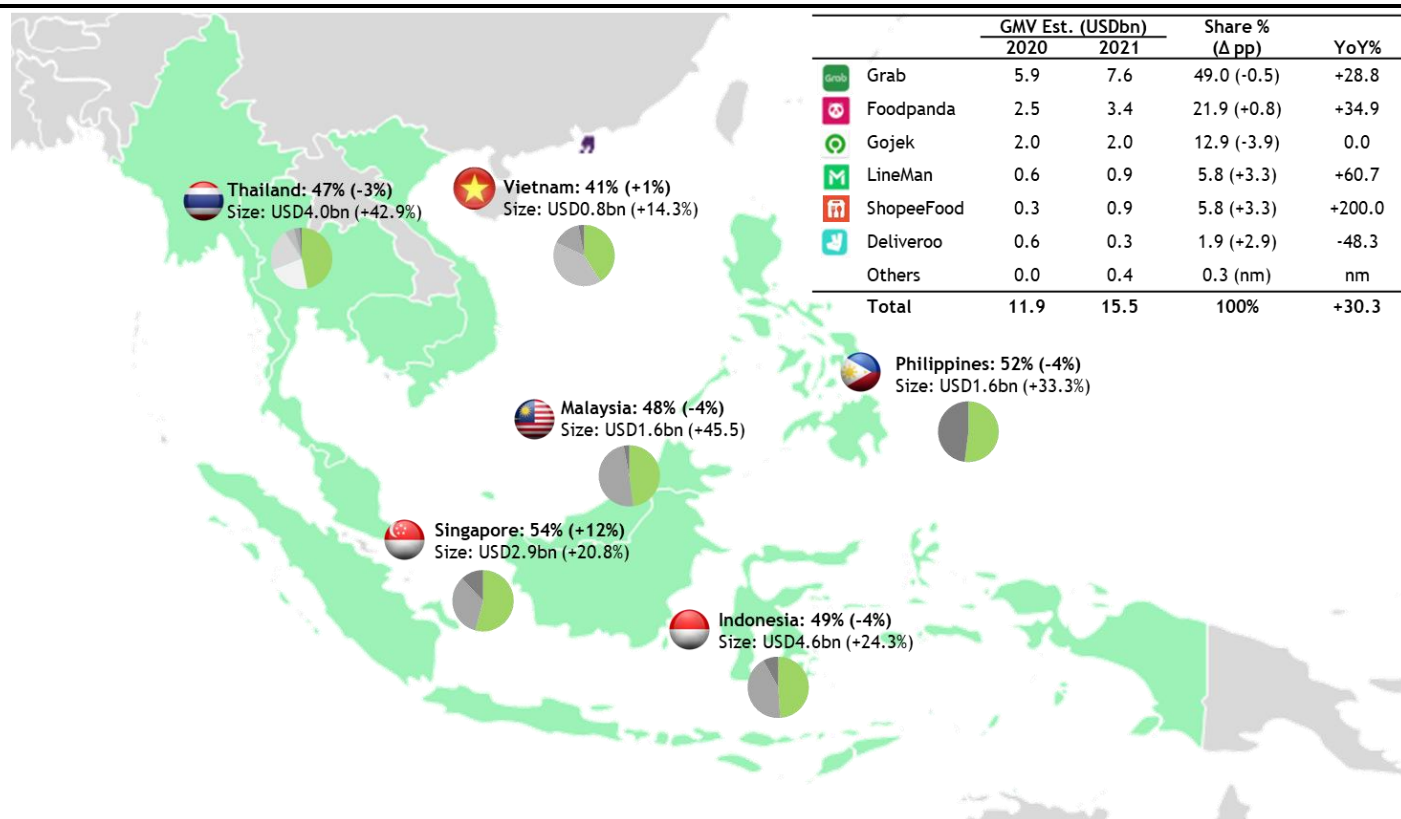 GMV Est. (USDbn) Share %
2020 2021 (Δ pp) YoY%
Grab Grab 5.9 7.6 49.0 (-0.5) +28.8
Foodpanda 2.5 3.4 21.9 (+0.8) +34.9
Gojek 2.0 2.0 12.9 (-3.9) 0.0
LineMan 0.6 0.9 5.8 (+3.3) +60.7
ShopeeFood 0.3 0.9 5.8 (+3.3) +200.0
Deliveroo 0.6 0.3 1.9 (+2.9) -48.3
Others 0.0 0.4 0.3 (nm) nm
Total 11.9 15.5 100% +30.3
Thailand: 47% (-3%)
Size: USD4.0bn (+42.9%)
Vietnam: 41% (+1%)
Size: USD0.8bn (+14.3%)
Philippines: 52% (-4%)
Size: USD1.6bn (+33.3%)
Malaysia: 48% (-4%)
Size: USD1.6bn (+45.5)
Singapore: 54% (+12%)
Size: USD2.9bn (+20.8%)
Indonesia: 49% (-4%)
Size: USD4.6bn (+24.3%)